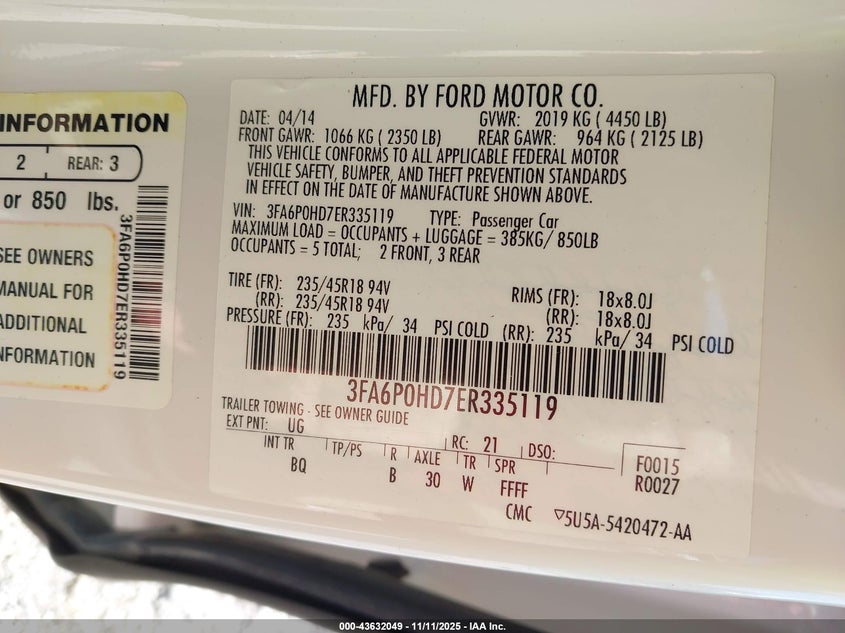 INFORMATION
2 REAR: 3
or 850 lbs.
SEE OWNERS
MANUAL FOR
ADDITIONAL
INFORMATION
3FA6P0HD7ER335119
MFD. BY FORD MOTOR CO.
DATE: 04/14 GVWR: 2019 KG ( 4450 LB)
FRONT GAWR: 1066 KG ( 2350 LB) REAR GAWR: 964 KG ( 2125 LB)
THIS VEHICLE CONFORMS TO ALL APPLICABLE FEDERAL MOTOR
VEHICLE SAFETY, BUMPER, AND THEFT PREVENTION STANDARDS
IN EFFECT ON THE DATE OF MANUFACTURE SHOWN ABOVE.
VIN: 3FA6P0HD7ER335119 TYPE: Passenger Car
MAXIMUM LOAD = OCCUPANTS + LUGGAGE = 385KG/ 850LB
OCCUPANTS = 5 TOTAL; 2 FRONT, 3 REAR
TIRE (FR): 235/45R18 94V RIMS (FR): 18x8.0J
(RR): 235/45R18 94V (RR): 18x8.0J
PRESSURE (FR): 235 kPa/ 34 PSI COLD (RR): 235 kPa/ 34 PSI COLD
3FA6P0HD7ER335119
TRAILER TOWING - SEE OWNER GUIDE
EXT PNT: UG RC: 21 DSO:
INT TR TP/PS R AXLE TR SPR F0015
BQ B 30 W FFFF R0027
CMC ▽5U5A-5420472-AA
000-43632049 - 11/11/2025 - IAA Inc.